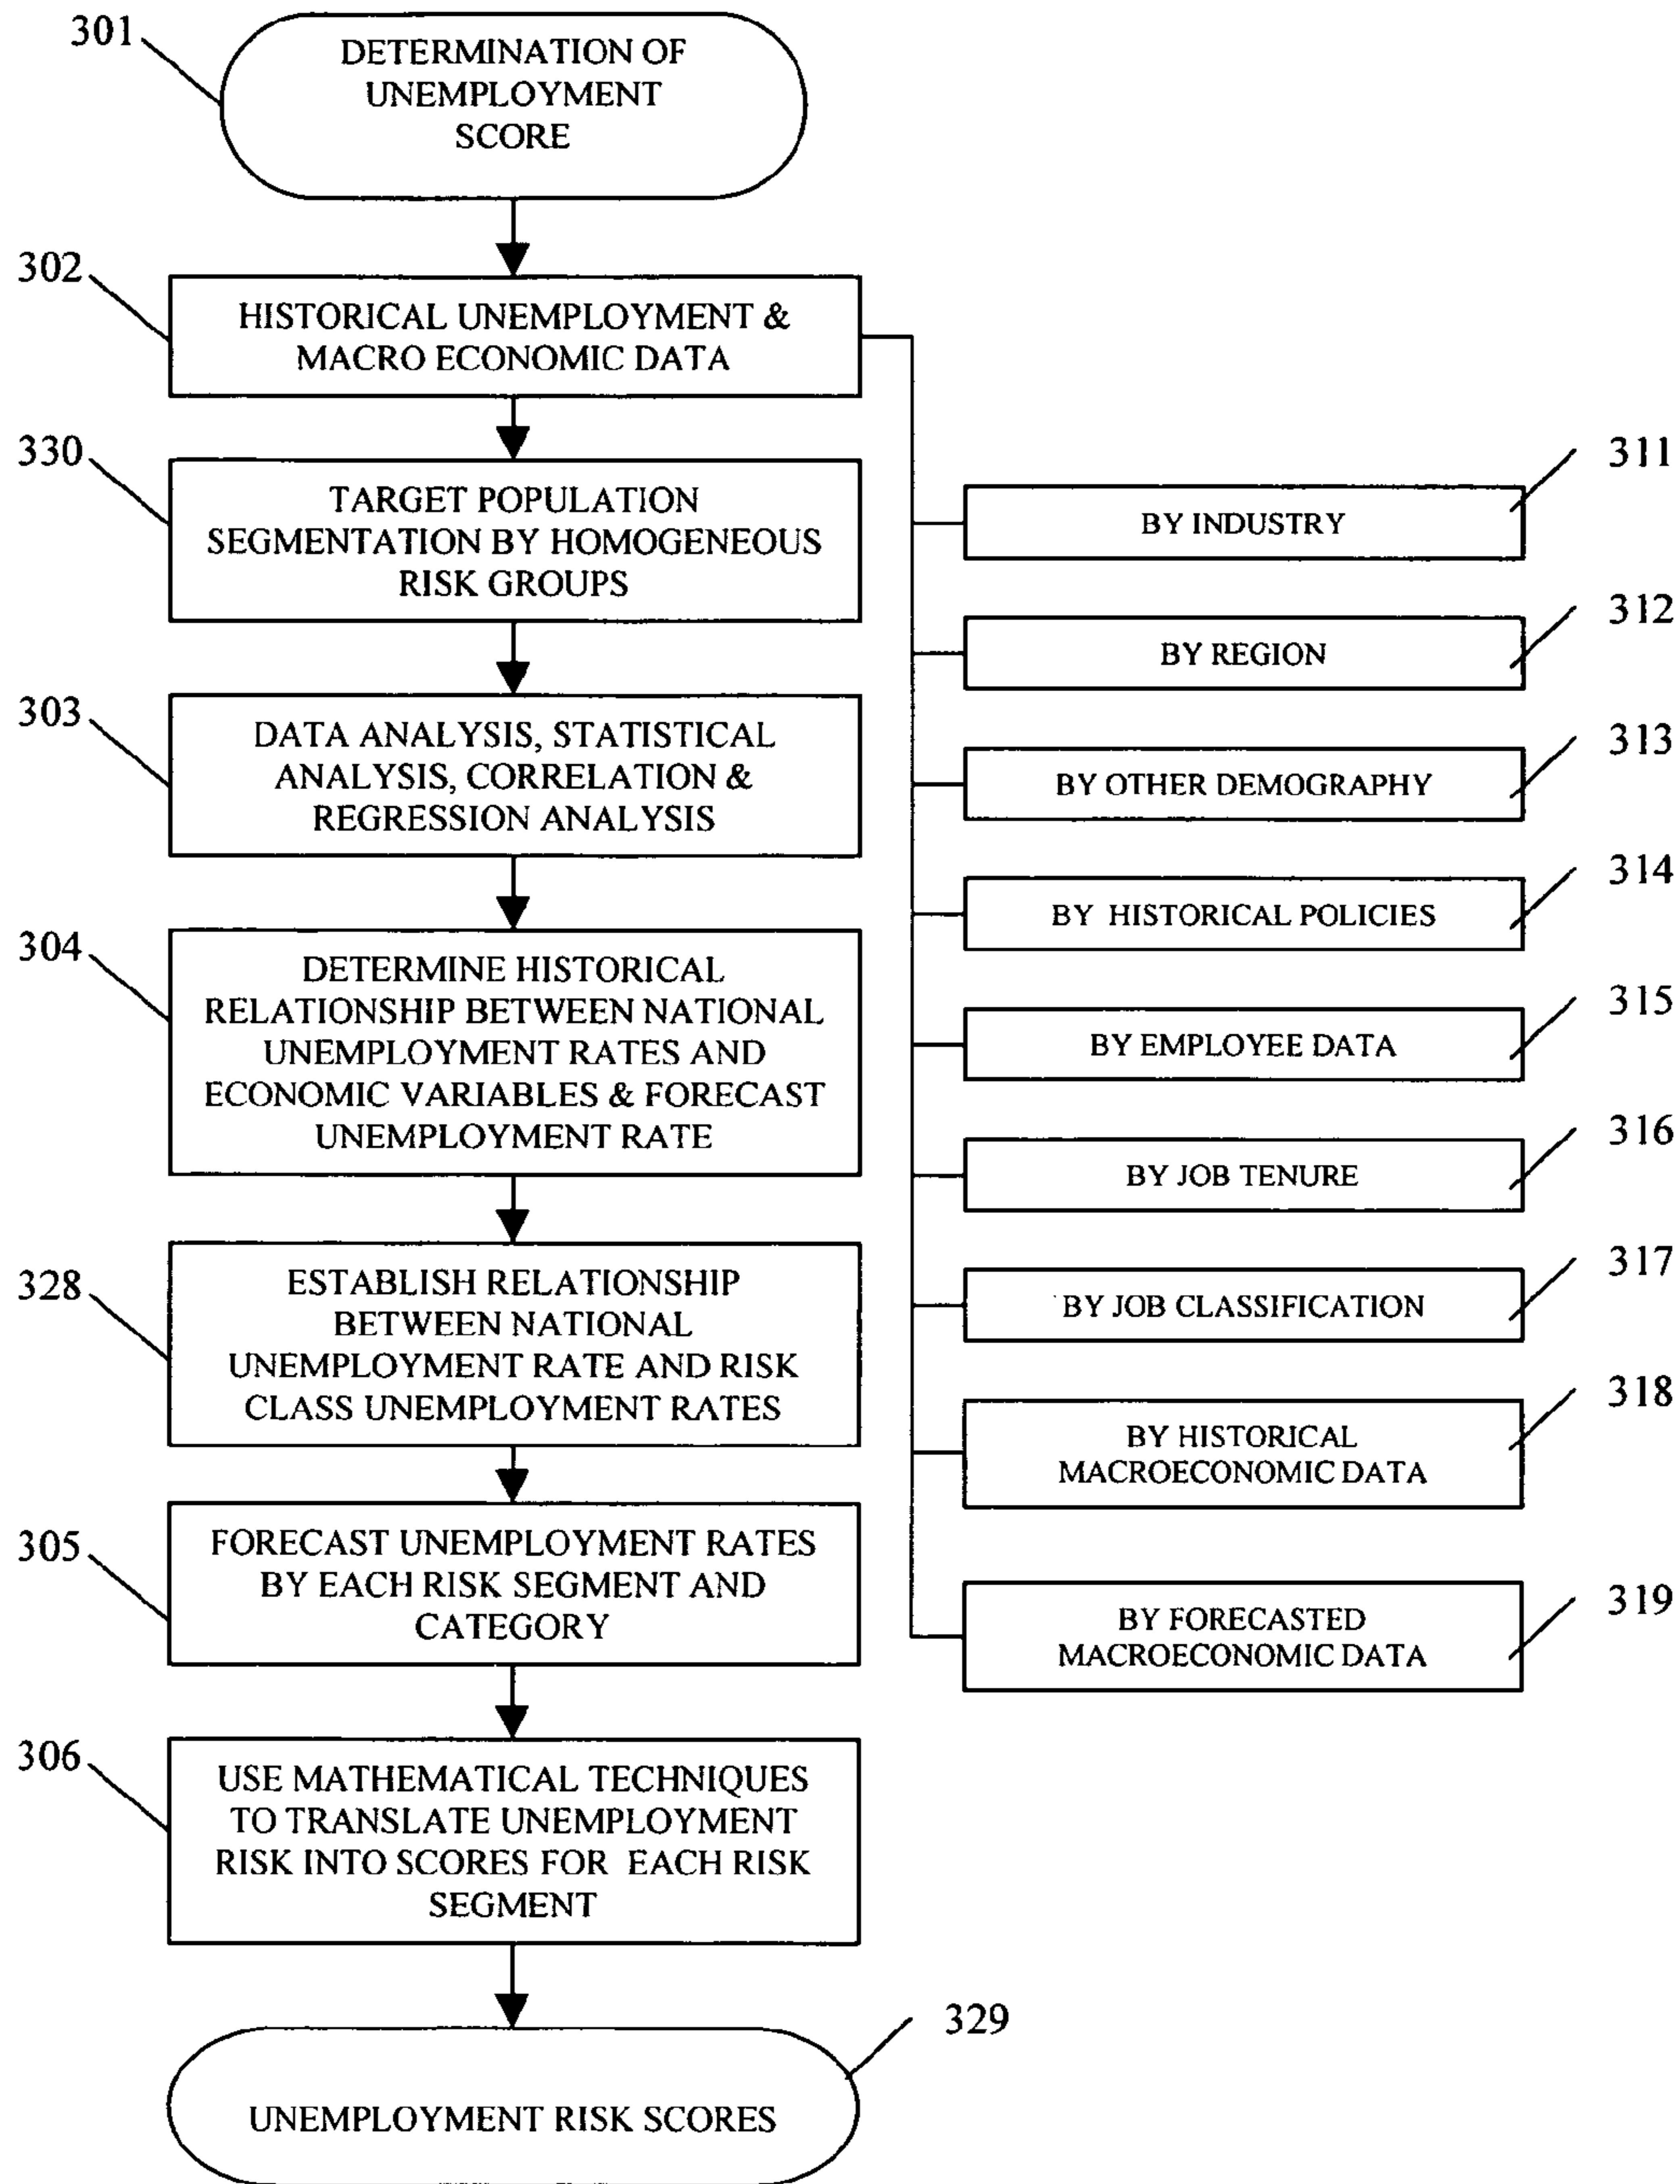 301
DETERMINATION OF
UNEMPLOYMENT
SCORE
302
HISTORICAL UNEMPLOYMENT &
MACRO ECONOMIC DATA
330
TARGET POPULATION
SEGMENTATION BY HOMOGENEOUS
RISK GROUPS
303
DATA ANALYSIS, STATISTICAL
ANALYSIS, CORRELATION &
REGRESSION ANALYSIS
304
DETERMINE HISTORICAL
RELATIONSHIP BETWEEN NATIONAL
UNEMPLOYMENT RATES AND
ECONOMIC VARIABLES & FORECAST
UNEMPLOYMENT RATE
328
ESTABLISH RELATIONSHIP
BETWEEN NATIONAL
UNEMPLOYMENT RATE AND RISK
CLASS UNEMPLOYMENT RATES
305
FORECAST UNEMPLOYMENT RATES
BY EACH RISK SEGMENT AND
CATEGORY
306
USE MATHEMATICAL TECHNIQUES
TO TRANSLATE UNEMPLOYMENT
RISK INTO SCORES FOR EACH RISK
SEGMENT
329
UNEMPLOYMENT RISK SCORES
311
BY INDUSTRY
312
BY REGION
313
BY OTHER DEMOGRAPHY
314
BY HISTORICAL POLICIES
315
BY EMPLOYEE DATA
316
BY JOB TENURE
317
BY JOB CLASSIFICATION
318
BY HISTORICAL
MACROECONOMIC DATA
319
BY FORECASTED
MACROECONOMIC DATA